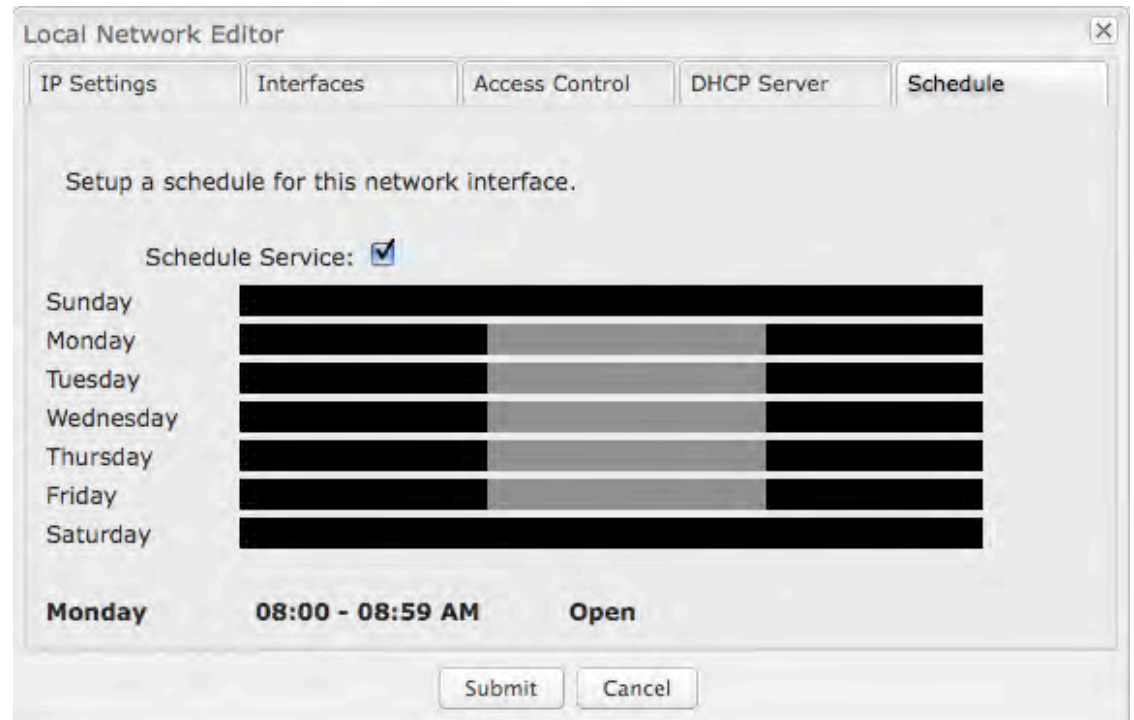 Local Network Editor
IP Settings Interfaces Access Control DHCP Server Schedule
Setup a schedule for this network interface.
Schedule Service:
Sunday
Monday
Tuesday
Wednesday
Thursday
Friday
Saturday
Monday 08:00 - 08:59 AM Open
Submit Cancel